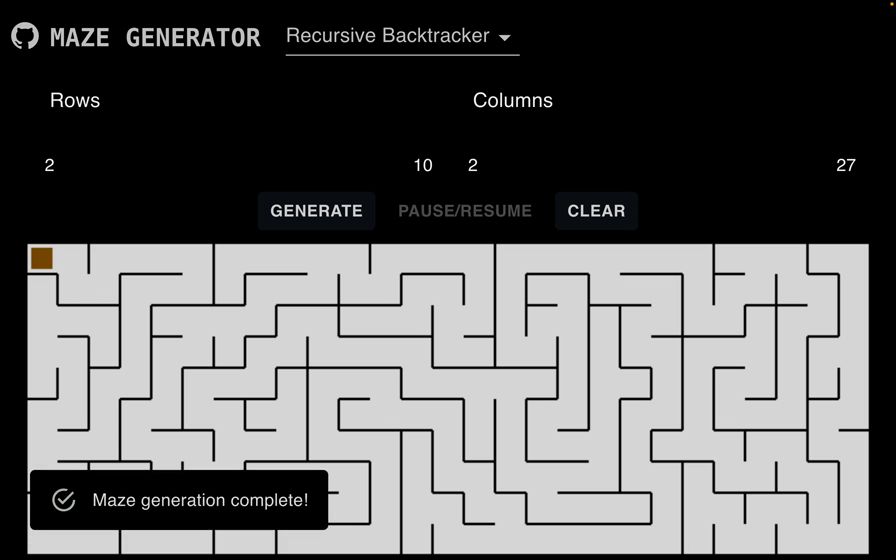 MAZE GENERATOR Recursive Backtracker
Rows Columns
2 10 2 27
GENERATE PAUSE/RESUME CLEAR
Maze generation complete!